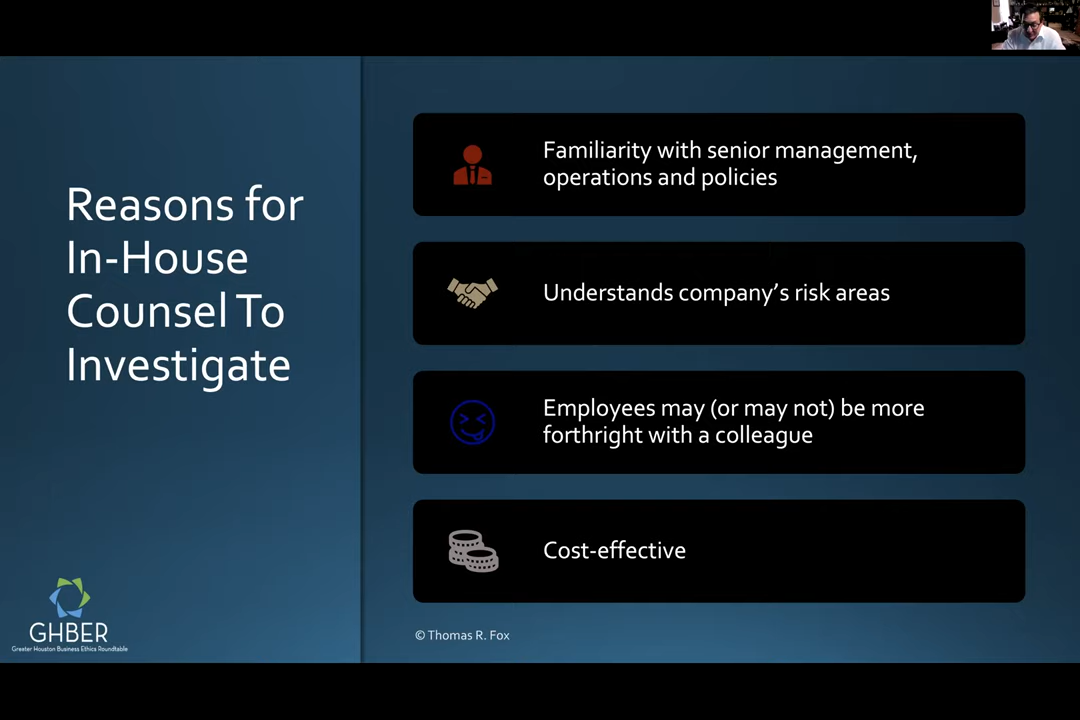 Reasons for
In-House
Counsel To
Investigate
Familiarity with senior management,
operations and policies
Understands company's risk areas
Employees may (or may not) be more
forthright with a colleague
Cost-effective
© Thomas R. Fox
GHBER
Greater Houston Business Ethics Roundtable